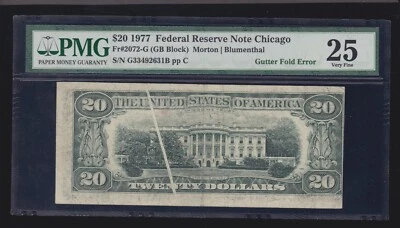 PMG
PAPER MONEY GUARANTY
$20 1977 Federal Reserve Note Chicago
Fr#2072-G (GB Block) Morton | Blumenthal
S/N G33492631B pp C
Gutter Fold Error
25
Very Fine
THE UNITED STATES OF AMERICA
20
20
20
20
TWENTY DOLLARS